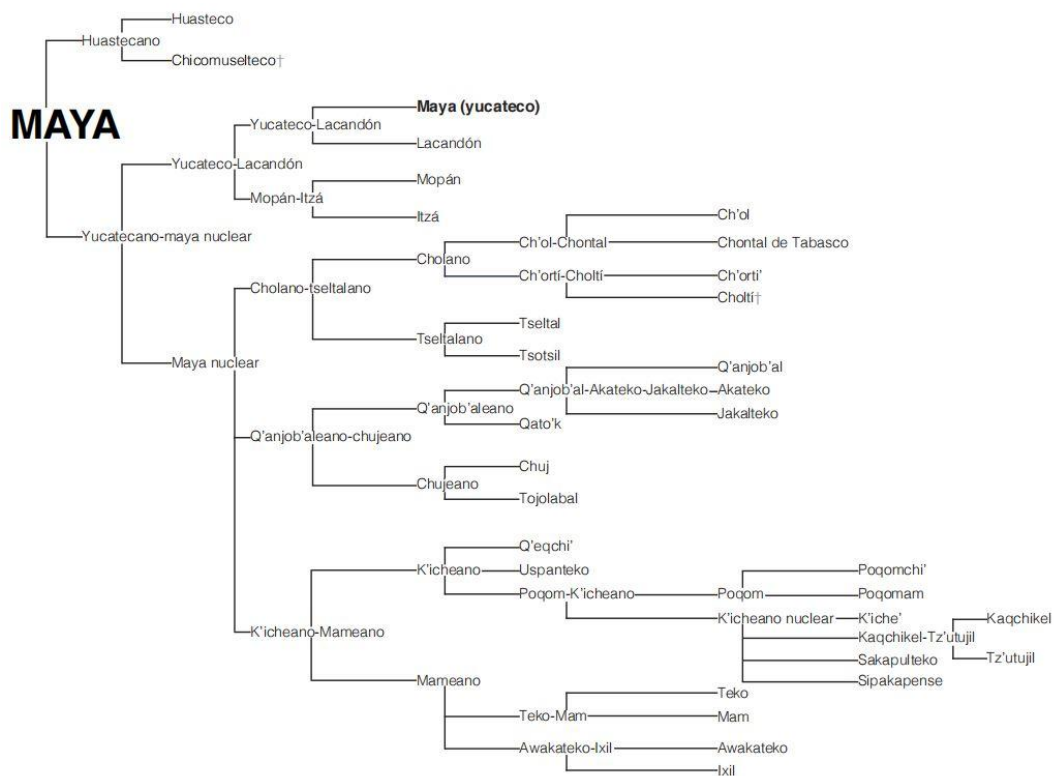 Huasteco
Huastecano
Chicomuselteco†
MAYA
Maya (yucateco)
Yucateco-Lacandón
Lacandón
Yucateco-Lacandón
Mopán
Mopán-Itzá
Itzá
Yucatecano-maya nuclear
Ch'ol
Ch'ol-Chontal
Chontal de Tabasco
Cholano
Ch'ortí-Choltí
Ch'orti'
Cholano-tseltalano
Choltí†
Tseltal
Tseltalano
Tsotsil
Maya nuclear
Q'anjob'al
Q'anjob'al-Akateko-Jakalteko
Akateko
Q'anjob'aleano
Jakalteko
Qato'k
Q'anjob'aleano-chujeano
Chuj
Chujeano
Tojolabal
Q'eqchi'
K'icheano
Uspanteko
Poqomchi'
Poqom-K'icheano
Poqom
Poqomam
K'icheano nuclear
K'iche'
Kaqchikel
K'icheano-Mameano
Kaqchikel-Tz'utujil
Tz'utujil
Sakapulteko
Sipakapense
Mameano
Teko
Teko-Mam
Mam
Awakateko-Ixil
Awakateko
Ixil